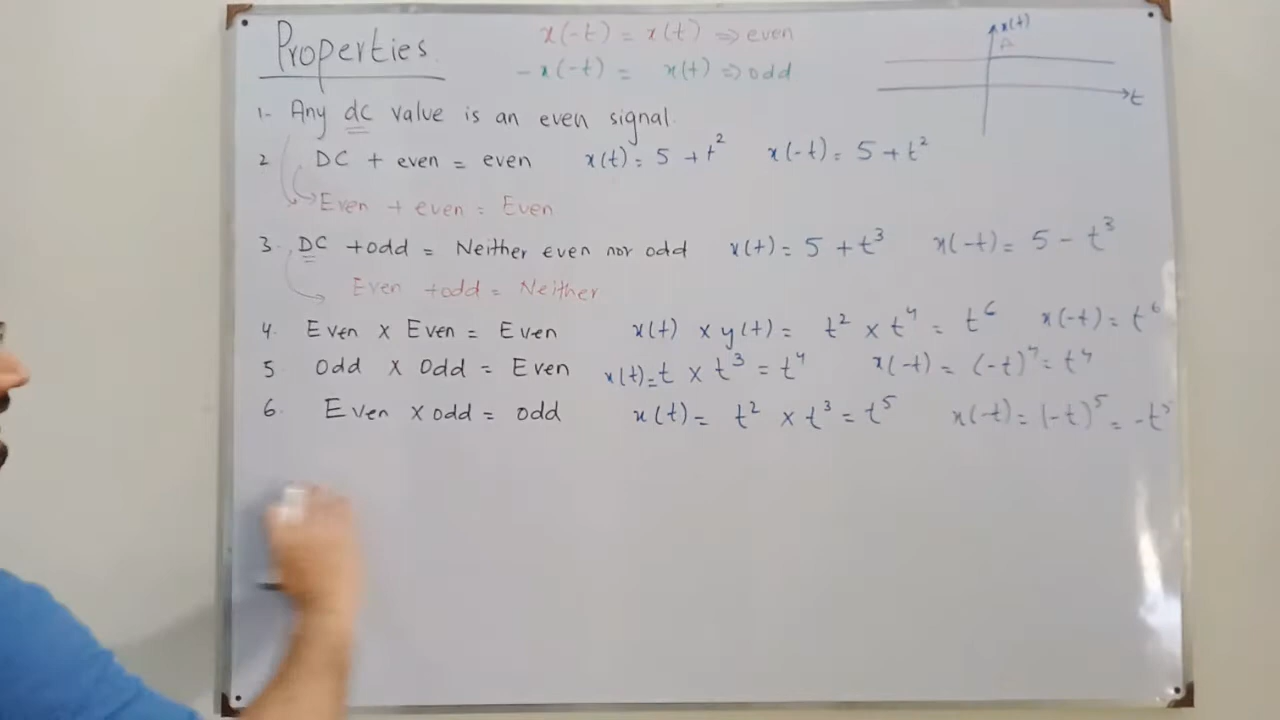 Properties.
x(-t) = x(t) ⇒ even
-x(-t) = x(t) ⇒ odd
x(t)
A
t
1- Any dc value is an even signal.
2 DC + even = even x(t) = 5 + t² x(-t) = 5 + t²
Even + even = Even
3. DC + odd = Neither even nor odd x(t) = 5 + t³ x(-t) = 5 - t³
Even + odd = Neither
4. Even x Even = Even x(t) x y(t) = t² x t⁴ = t⁶ x(-t) = t⁶
5. Odd x Odd = Even x(t) = t x t³ = t⁴ x(-t) = (-t)⁴ = t⁴
6. Even x odd = odd x(t) = t² x t³ = t⁵ x(-t) = (-t)⁵ = -t⁵